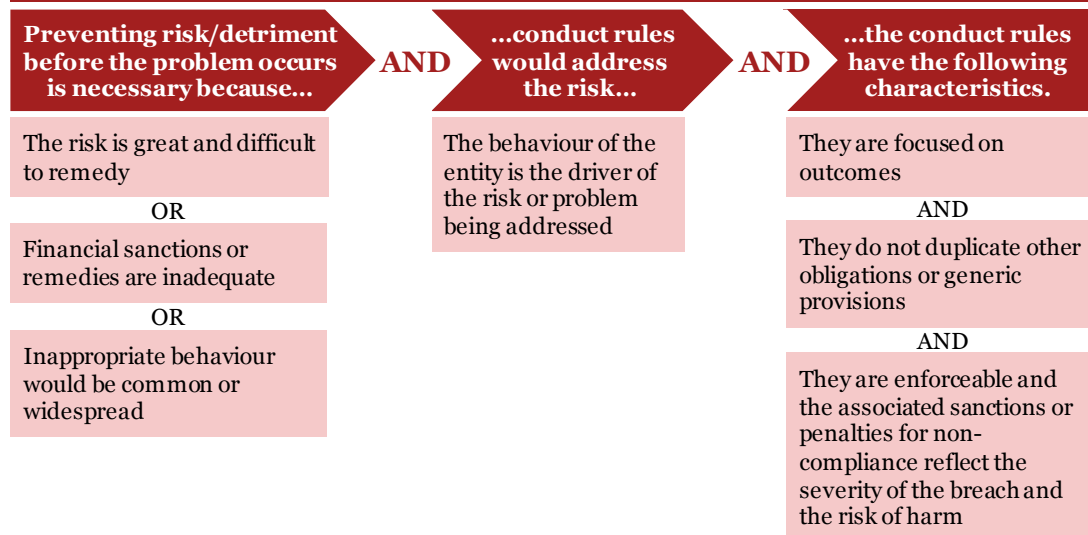 Preventing risk/detriment
before the problem occurs
is necessary because...
The risk is great and difficult
to remedy
OR
Financial sanctions or
remedies are inadequate
OR
Inappropriate behaviour
would be common or
widespread
AND
...conduct rules
would address
the risk...
The behaviour of the
entity is the driver of
the risk or problem
being addressed
AND
...the conduct rules
have the following
characteristics.
They are focused on
outcomes
AND
They do not duplicate other
obligations or generic
provisions
AND
They are enforceable and
the associated sanctions or
penalties for non-
compliance reflect the
severity of the breach and
the risk of harm